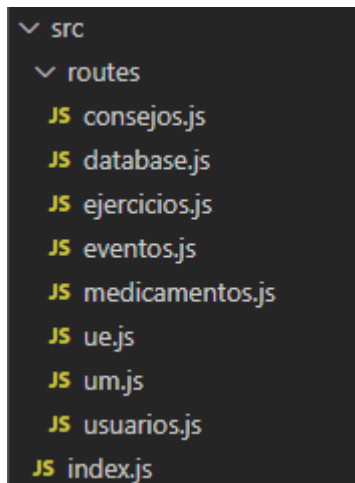 src
routes
JS consejos.js
JS database.js
JS ejercicios.js
JS eventos.js
JS medicamentos.js
JS ue.js
JS um.js
JS usuarios.js
JS index.js